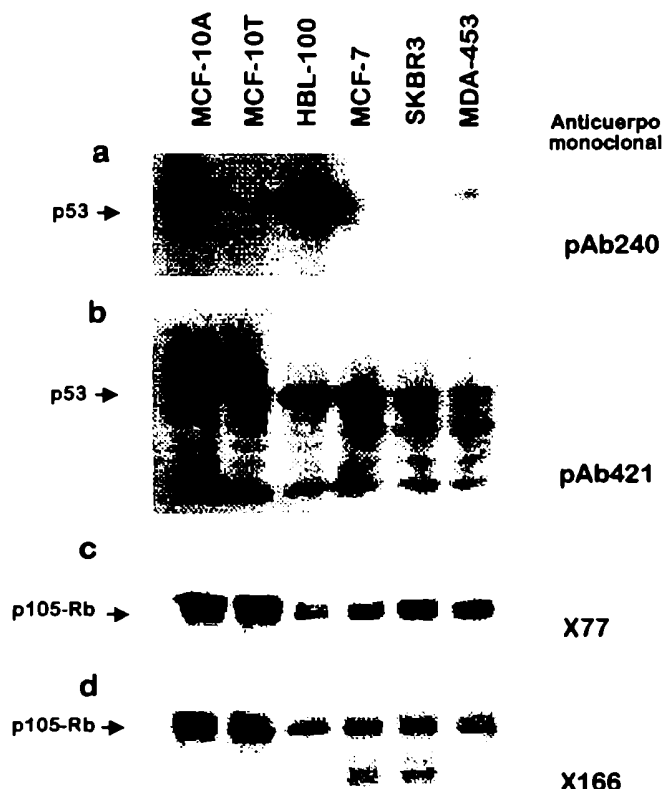 MCF-10A
MCF-10T
HBL-100
MCF-7
SKBR3
MDA-453
Anticuerpo
monoclonal
a
p53
pAb240
b
p53
pAb421
c
p105-Rb
X77
d
p105-Rb
X166